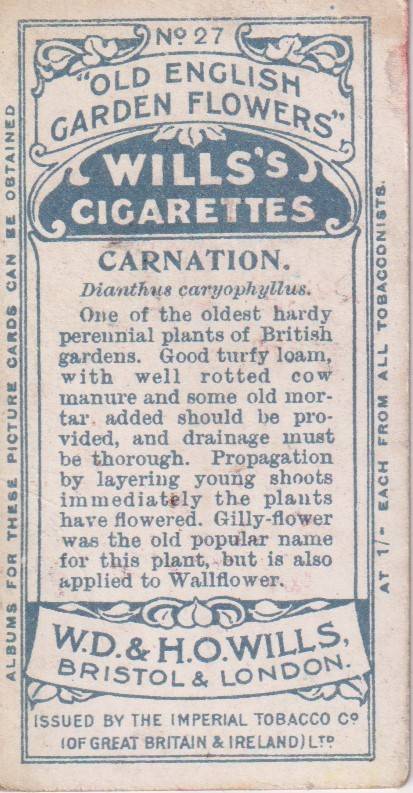 Nº 27
"OLD ENGLISH
GARDEN FLOWERS"
WILLS'S
CIGARETTES
CARNATION.
Dianthus caryophyllus.
One of the oldest hardy
perennial plants of British
gardens. Good turfy loam,
with well rotted cow
manure and some old mor-
tar added should be pro-
vided, and drainage must
be thorough. Propagation
by layering young shoots
immediately the plants
have flowered. Gilly-flower
was the old popular name
for this plant, but is also
applied to Wallflower.
W.D. & H.O. WILLS,
BRISTOL & LONDON.
ISSUED BY THE IMPERIAL TOBACCO Cº
(OF GREAT BRITAIN & IRELAND) LTD.
ALBUMS FOR THESE PICTURE CARDS CAN BE OBTAINED
AT 1/- EACH FROM ALL TOBACCONISTS.